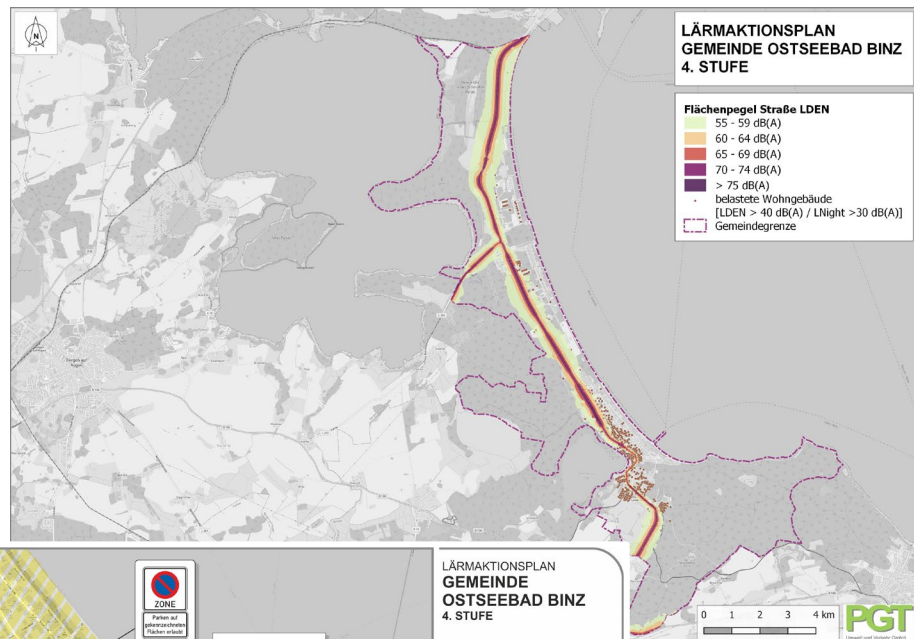 N
LÄRMAKTIONSPLAN
GEMEINDE OSTSEEBAD BINZ
4. STUFE
Flächenpegel Straße LDEN
55 - 59 dB(A)
60 - 64 dB(A)
65 - 69 dB(A)
70 - 74 dB(A)
> 75 dB(A)
belastete Wohngebäude
[LDEN > 40 dB(A) / LNight >30 dB(A)]
Gemeindegrenze
ZONE
Parken auf
gekennzeichneten
Flächen erlaubt
LÄRMAKTIONSPLAN
GEMEINDE
OSTSEEBAD BINZ
4. STUFE
0 1 2 3 4 km
PGT